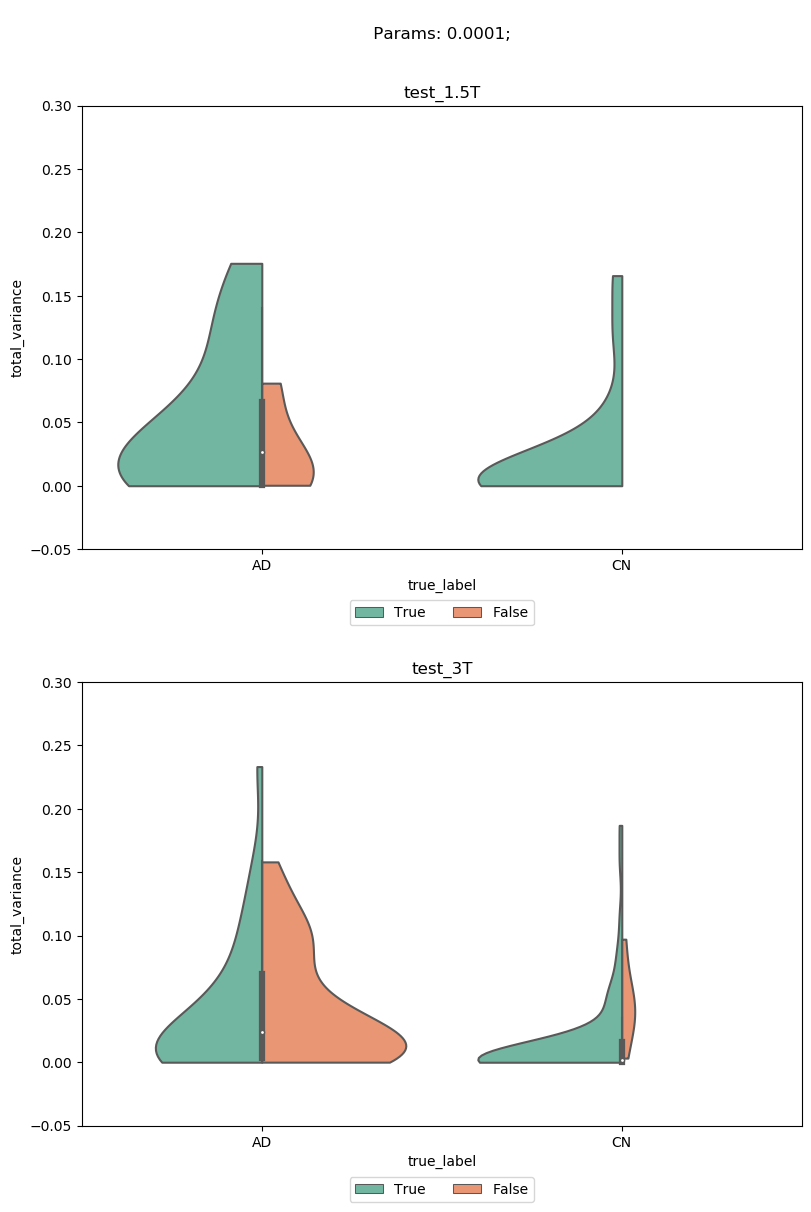 Params: 0.0001;
test_1.5T
0.30
0.25
0.20
0.15
0.10
0.05
0.00
−0.05
total_variance
AD CN
true_label
True False
test_3T
0.30
0.25
0.20
0.15
0.10
0.05
0.00
−0.05
total_variance
AD CN
true_label
True False